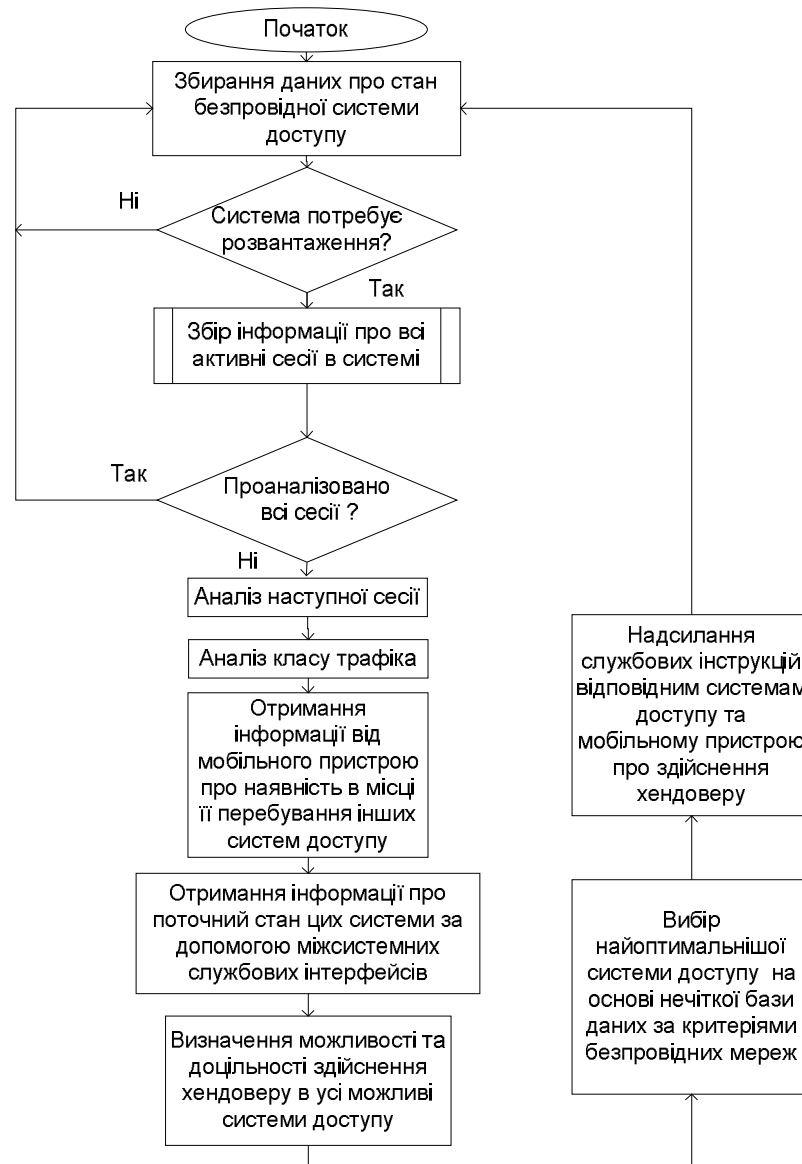 Початок
Збирання даних про стан
безпровідної системи
доступу
Ні
Система потребує
розвантаження?
Так
Збір інформації про всі
активні сесії в системі
Так
Проаналізовано
всі сесії ?
Ні
Аналіз наступної сесії
Аналіз класу трафіка
Отримання
інформації від
мобільного пристрою
про наявність в місці
її перебування інших
систем доступу
Отримання інформації про
поточний стан цих системи за
допомогою міжсистемних
службових інтерфейсів
Визначення можливості та
доцільності здійснення
хендоверу в усі можливі
системи доступу
Надсилання
службових інструкцій
відповідним системам
доступу та
мобільному пристрою
про здійснення
хендоверу
Вибір
найоптимальнішої
системи доступу на
основі нечіткої бази
даних за критеріями
безпровідних мереж